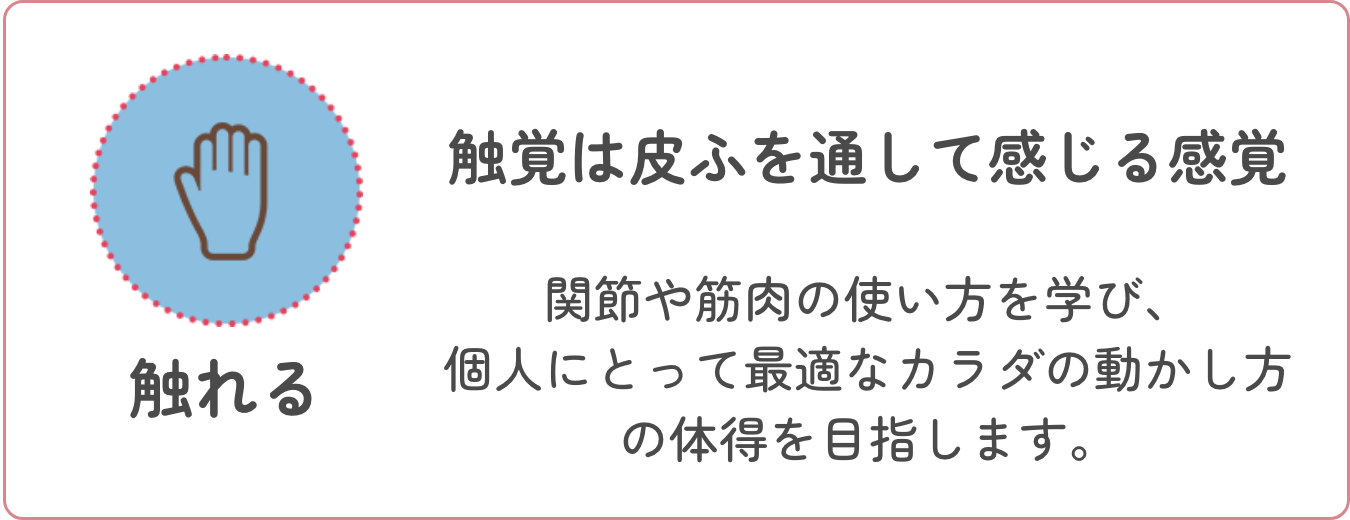 触れる
触覚は皮ふを通して感じる感覚
関節や筋肉の使い方を学び、
個人にとって最適なカラダの動かし方
の体得を目指します。